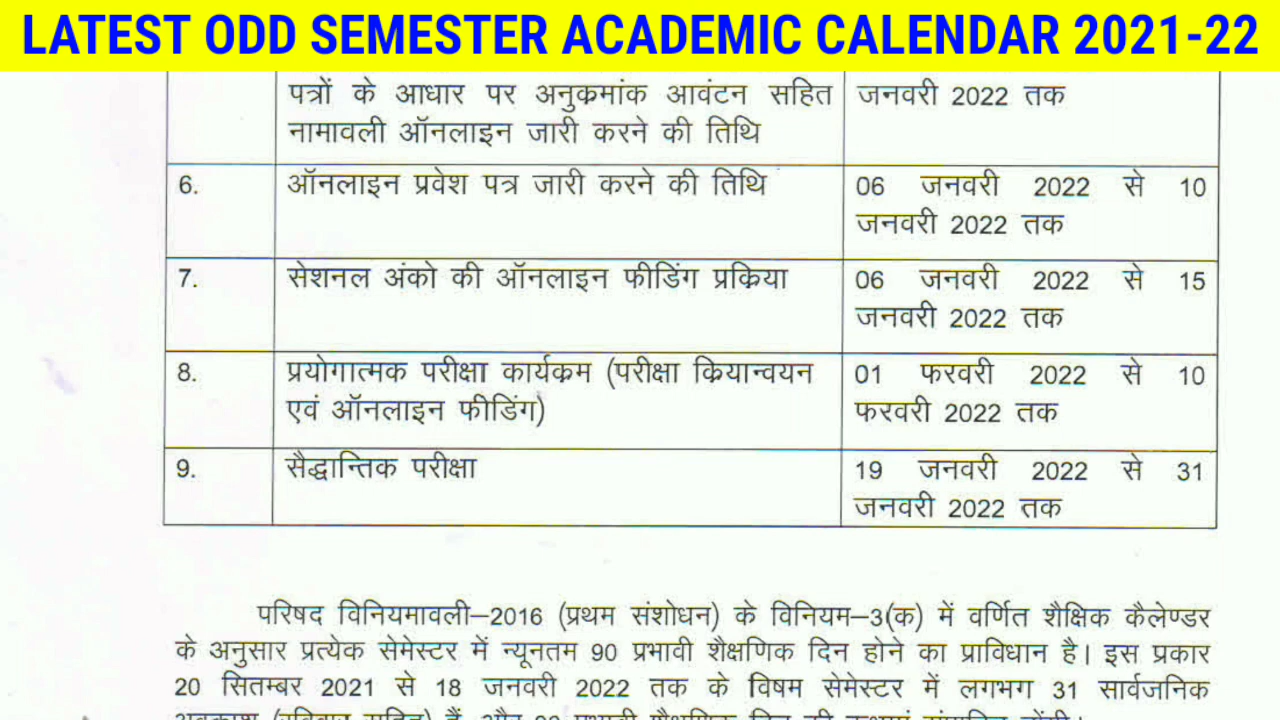 LATEST ODD SEMESTER ACADEMIC CALENDAR 2021-22
पत्रों के आधार पर अनुक्रमांक आवंटन सहित जनवरी 2022 तक
नामावली ऑनलाइन जारी करने की तिथि
6. ऑनलाइन प्रवेश पत्र जारी करने की तिथि 06 जनवरी 2022 से 10
जनवरी 2022 तक
7. सेशनल अंको की ऑनलाइन फीडिंग प्रक्रिया 06 जनवरी 2022 से 15
जनवरी 2022 तक
8. प्रयोगात्मक परीक्षा कार्यक्रम (परीक्षा क्रियान्वयन 01 फरवरी 2022 से 10
एवं ऑनलाइन फीडिंग) फरवरी 2022 तक
9. सैद्धान्तिक परीक्षा 19 जनवरी 2022 से 31
जनवरी 2022 तक
परिषद विनियमावली–2016 (प्रथम संशोधन) के विनियम–3(क) में वर्णित शैक्षिक कैलेण्डर
के अनुसार प्रत्येक सेमेस्टर में न्यूनतम 90 प्रभावी शैक्षणिक दिन होने का प्राविधान है। इस प्रकार
20 सितम्बर 2021 से 18 जनवरी 2022 तक के विषम सेमेस्टर में लगभग 31 सार्वजनिक